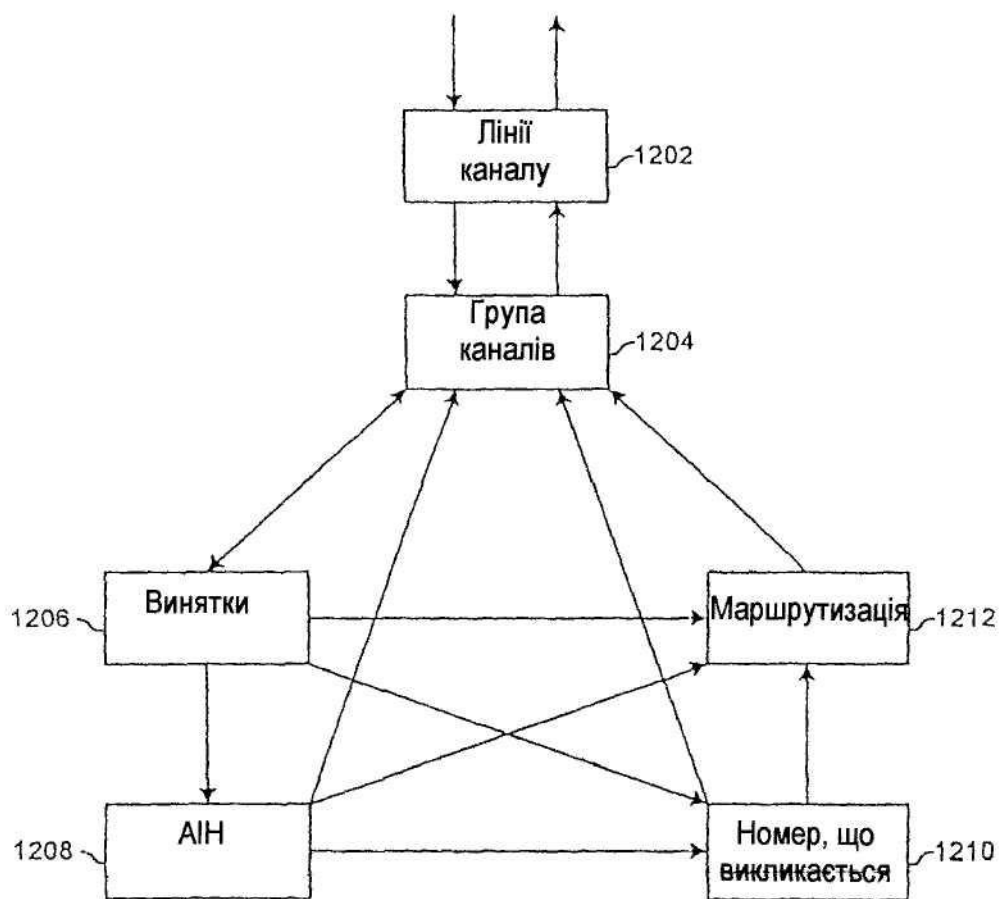 Лінії
каналу
1202
Група
каналів
1204
Винятки
1206
Маршрутизація
1212
АІН
1208
Номер, що
викликається
1210